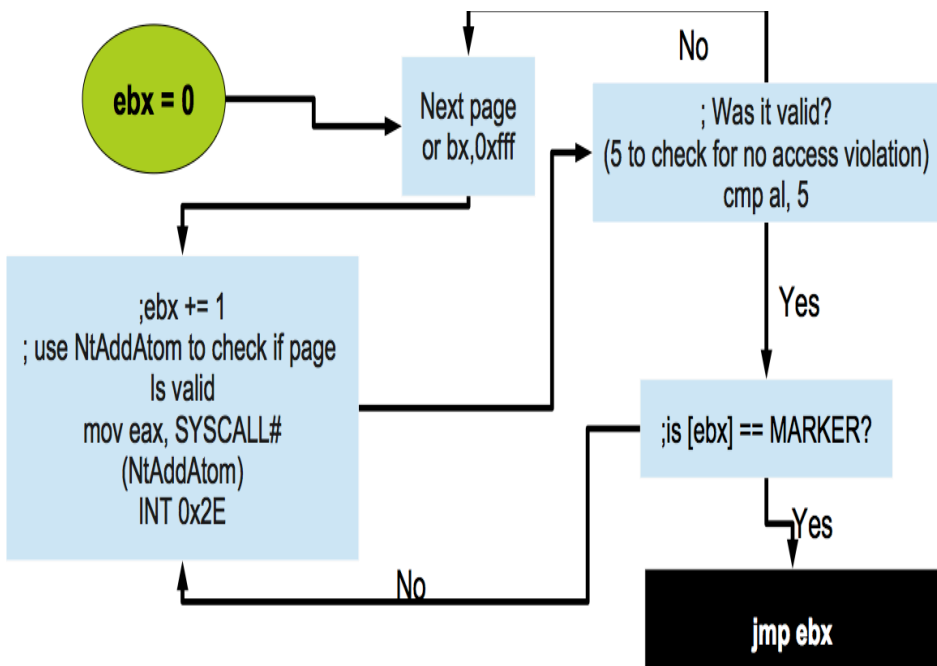 ebx = 0
Next page
or bx,0xfff
No
; Was it valid?
(5 to check for no access violation)
cmp al, 5
;ebx += 1
; use NtAddAtom to check if page
Is valid
mov eax, SYSCALL#
(NtAddAtom)
INT 0x2E
Yes
;is [ebx] == MARKER?
Yes
No
jmp ebx